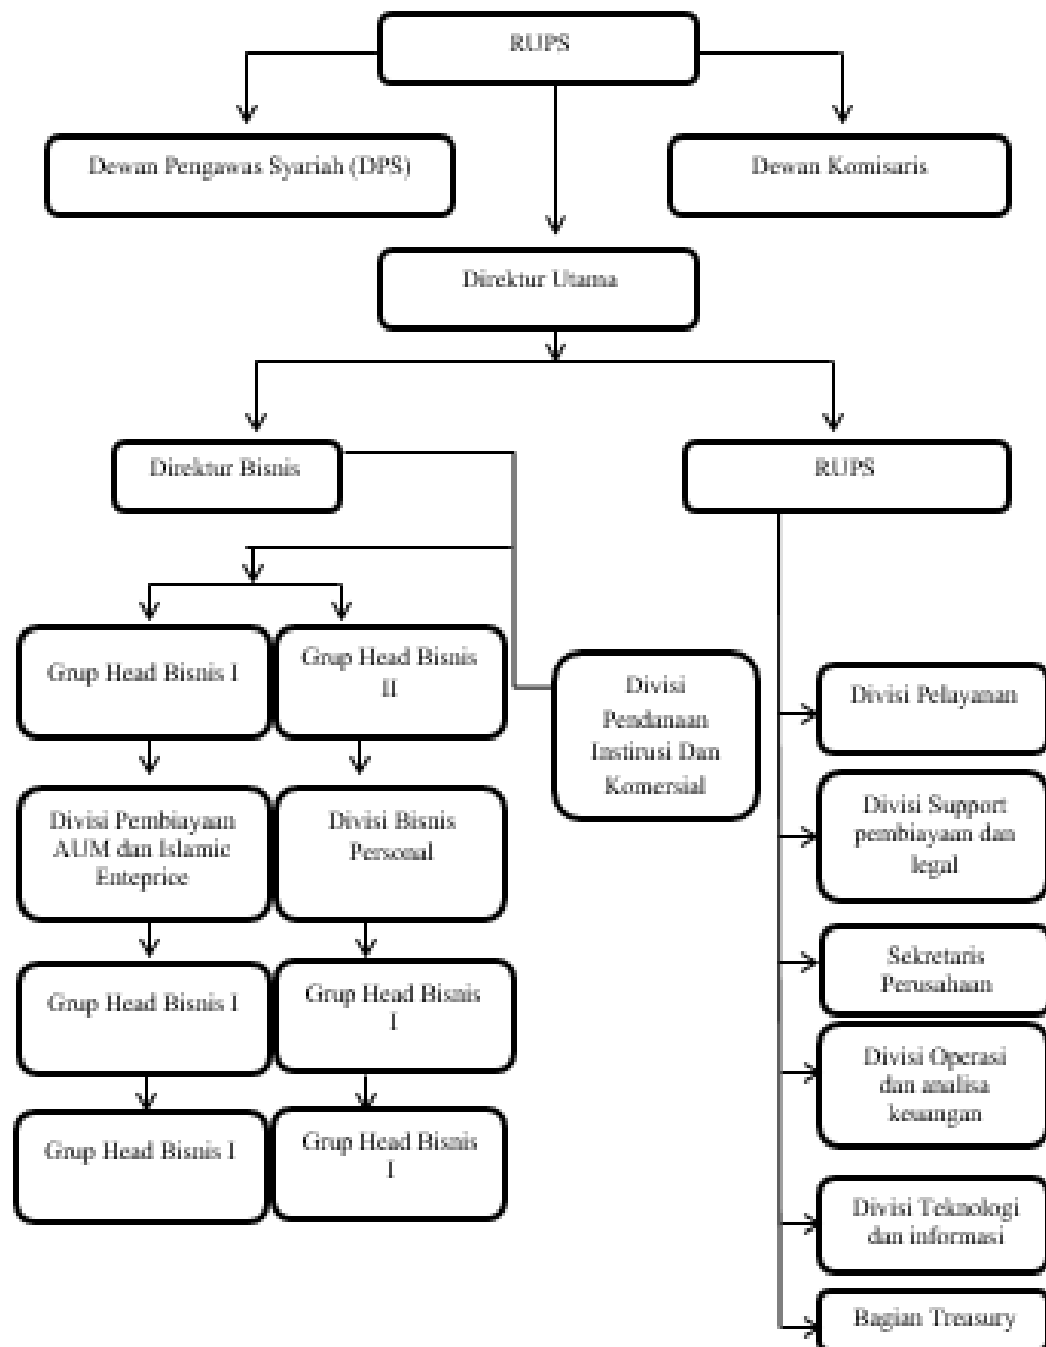 RUPS
Dewan Pengawas Syariah (DPS)
Dewan Komisaris
Direktur Utama
Direktur Bisnis
RUPS
Grup Head Bisnis I
Grup Head Bisnis
II
Divisi
Pendanaan
Instirusi Dan
Komersial
Divisi Pelayanan
Divisi Pembiayaan
AUM dan Islamic
Enteprice
Divisi Bisnis
Personal
Divisi Support
pembiayaan dan
legal
Grup Head Bisnis I
Grup Head Bisnis
I
Sekretaris
Perusahaan
Divisi Operasi
dan analisa
keuangan
Grup Head Bisnis I
Grup Head Bisnis
I
Divisi Teknologi
dan informasi
Bagian Treasury